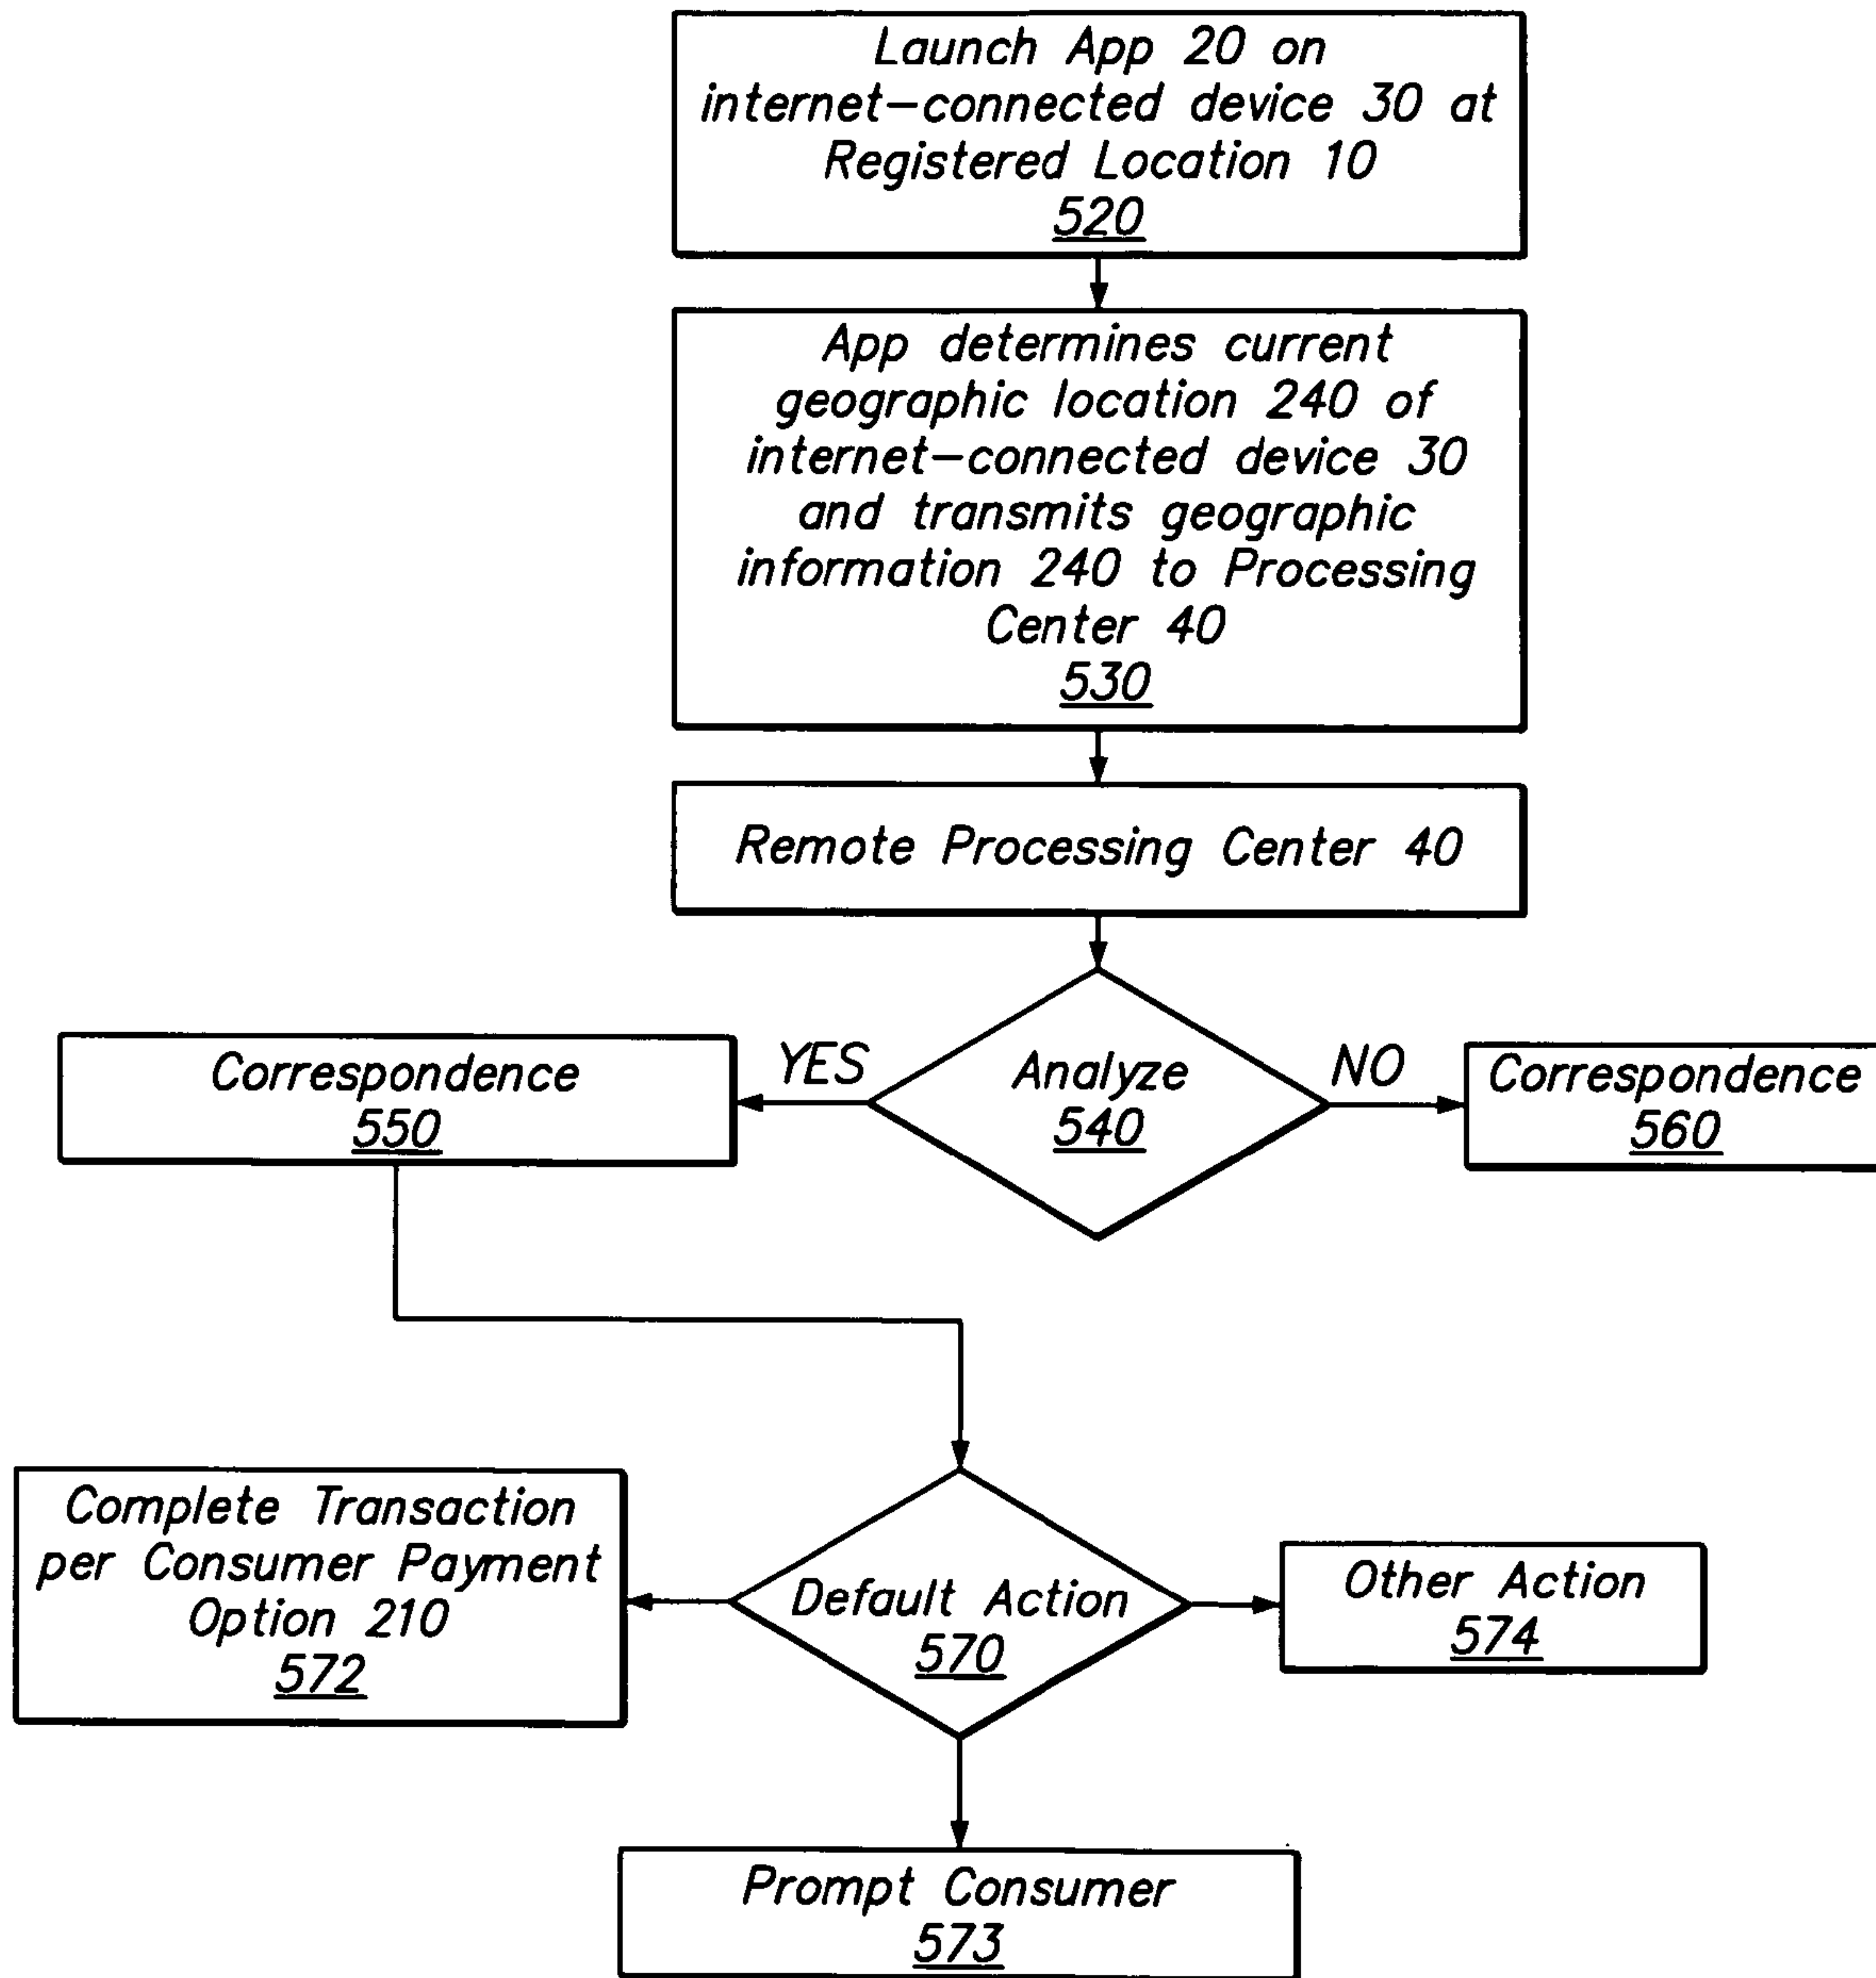 Launch App 20 on
internet-connected device 30 at
Registered Location 10
520
App determines current
geographic location 240 of
internet-connected device 30
and transmits geographic
information 240 to Processing
Center 40
530
Remote Processing Center 40
Correspondence
550
YES
Analyze
540
NO
Correspondence
560
Complete Transaction
per Consumer Payment
Option 210
572
Default Action
570
Other Action
574
Prompt Consumer
573